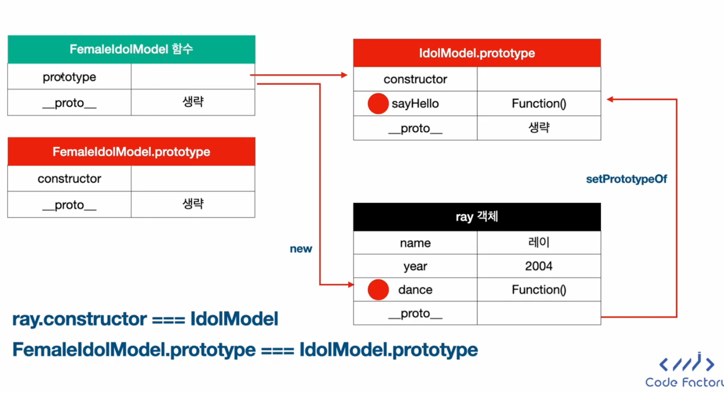 FemaleIdolModel 함수
prototype
__proto__ 생략
FemaleIdolModel.prototype
constructor
__proto__ 생략
IdolModel.prototype
constructor
sayHello Function()
__proto__ 생략
setPrototypeOf
new
ray 객체
name 레이
year 2004
dance Function()
__proto__
ray.constructor === IdolModel
FemaleIdolModel.prototype === IdolModel.prototype
Code Factory